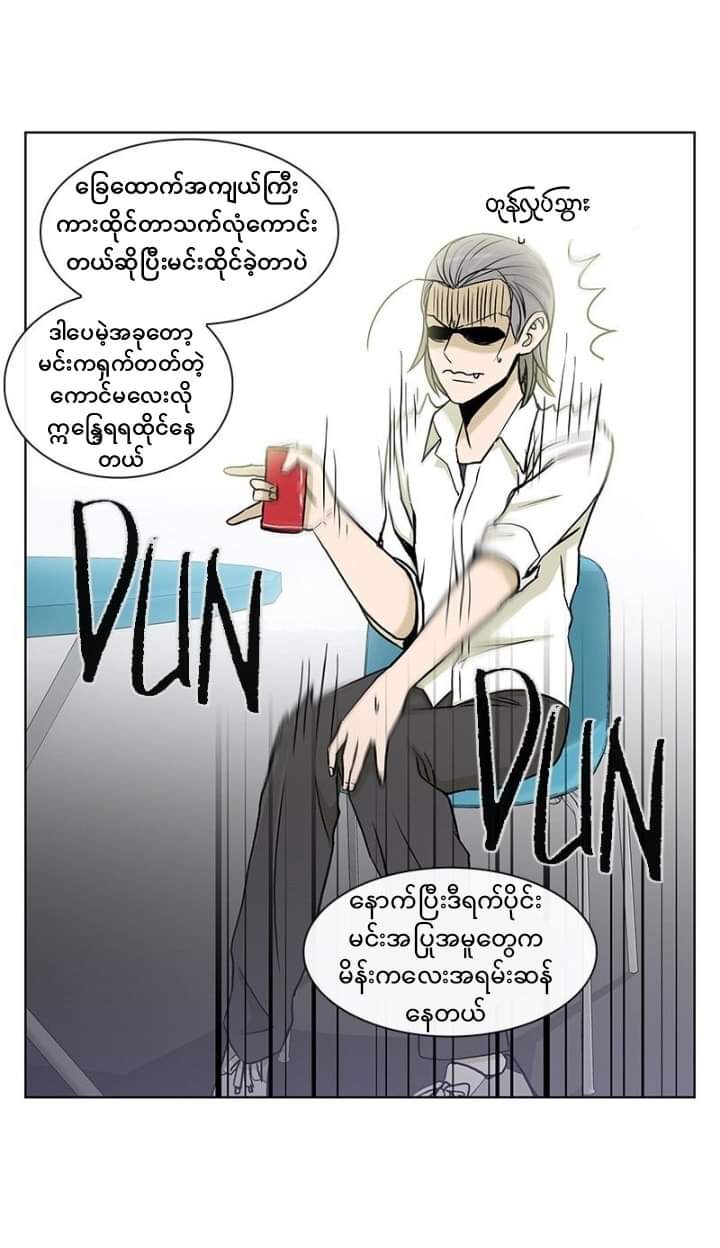 ခြေထောက်အကျယ်ကြီး
ကားထိုင်တာသက်လုံကောင်း
တယ်ဆိုပြီးမင်းထိုင်ခဲ့တာပဲ
တုန်လှုပ်သွား
ဒါပေမဲ့အခုတော့
မင်းကရှက်တတ်တဲ့
ကောင်မလေးလို
ဣန္ဒြေရရထိုင်နေ
တယ်
DUN
DUN
နောက်ပြီးဒီရက်ပိုင်း
မင်းအပြုအမူတွေက
မိန်းကလေးအရမ်းဆန်
နေတယ်